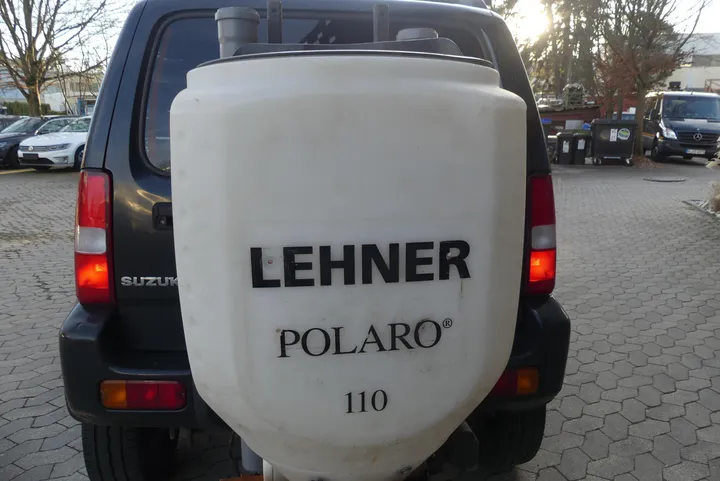 LEHNER
SUZUK
POLARO®
110